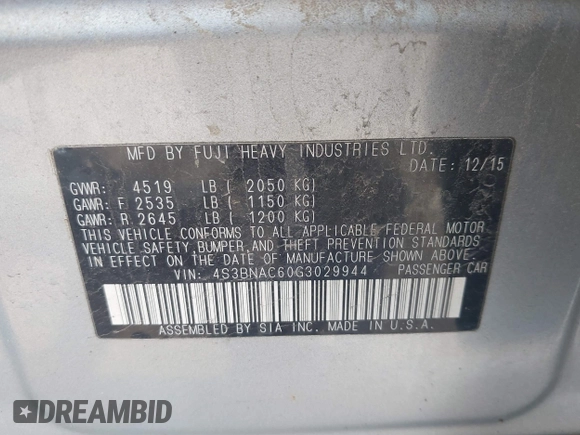 MFD BY FUJI HEAVY INDUSTRIES LTD.
DATE: 12/15
GVWR: 4519 LB ( 2050 KG)
GAWR: F 2535 LB ( 1150 KG)
GAWR: R 2645 LB ( 1200 KG)
THIS VEHICLE CONFORMS TO ALL APPLICABLE FEDERAL MOTOR
VEHICLE SAFETY, BUMPER, AND THEFT PREVENTION STANDARDS
IN EFFECT ON THE DATE OF MANUFACTURE SHOWN ABOVE.
VIN: 4S3BNAC60G3029944 PASSENGER CAR
ASSEMBLED BY SIA INC. MADE IN U.S.A.
DREAMBID